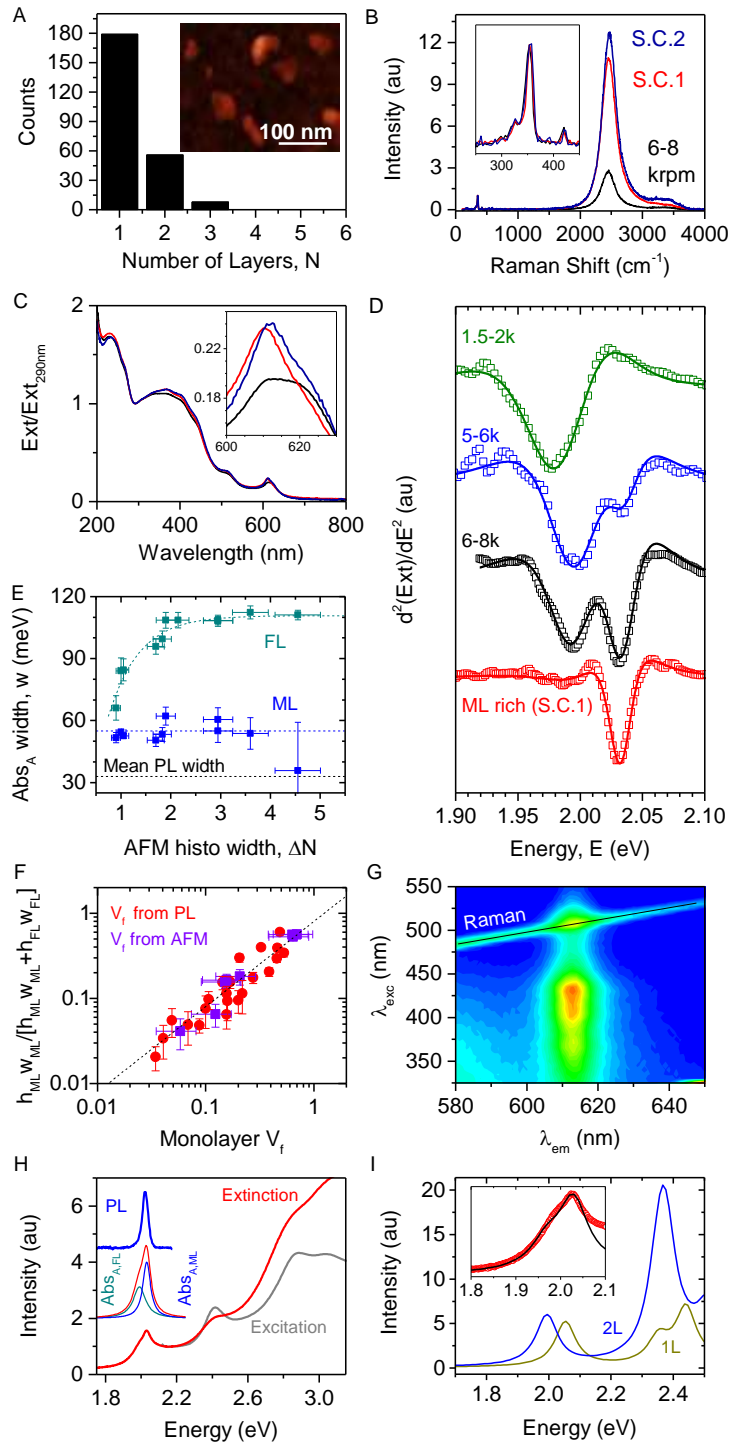 A
180
150
120
90
60
30
0
Counts
100 nm
1 2 3 4 5 6
Number of Layers, N
B
12
9
6
3
0
Intensity (au)
300 400
S.C.2
S.C.1
6-8
krpm
0 1000 2000 3000 4000
Raman Shift (cm⁻¹)
C
2
1
0
Ext/Ext290nm
0.22
0.18
600 620
200 400 600 800
Wavelength (nm)
D
1.5-2k
5-6k
6-8k
ML rich (S.C.1)
d²(Ext)/dE² (au)
1.90 1.95 2.00 2.05 2.10
Energy, E (eV)
E
110
90
70
50
30
AbsA width, w (meV)
FL
ML
Mean PL width
1 2 3 4 5
AFM histo width, ΔN
F
1
0.1
0.01
hMLwML/[hMLwML+hFLwFL]
Vf from PL
Vf from AFM
0.01 0.1 1
Monolayer Vf
G
550
500
450
400
350
λexc (nm)
Raman
580 600 620 640
λem (nm)
H
6
4
2
0
Intensity (au)
PL
AbsA,FL
AbsA,ML
Extinction
Excitation
1.8 2.2 2.6 3.0
Energy (eV)
I
20
15
10
5
0
Intensity (au)
1.8 1.9 2.0 2.1
2L
1L
1.8 2.0 2.2 2.4
Energy (eV)